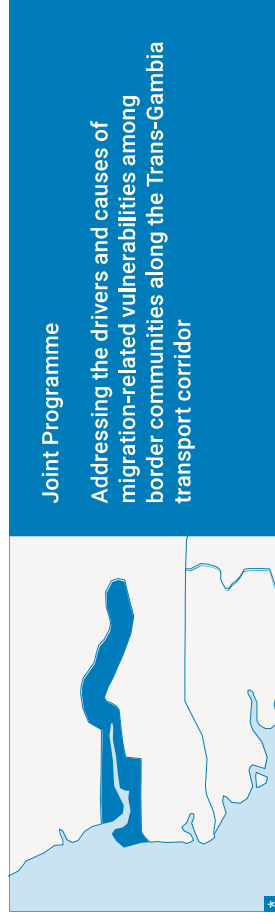 Joint Programme
Addressing the drivers and causes of
migration-related vulnerabilities among
border communities along the Trans-Gambia
transport corridor
*